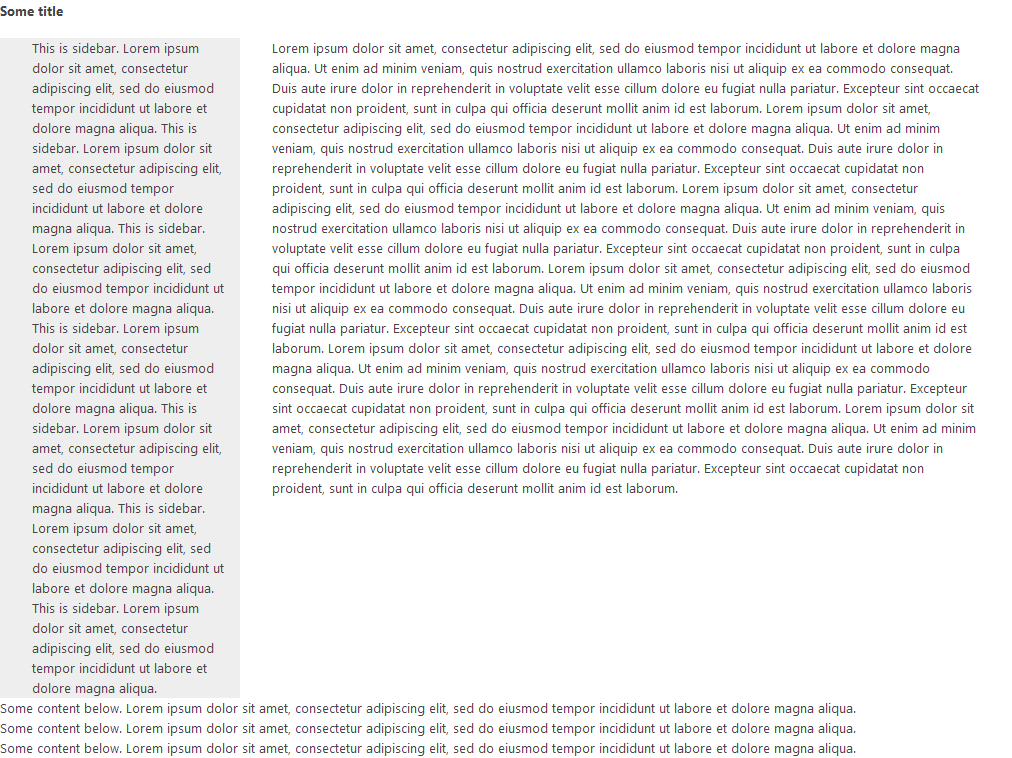 Some title
This is sidebar. Lorem ipsum
dolor sit amet, consectetur
adipiscing elit, sed do eiusmod
tempor incididunt ut labore et
dolore magna aliqua. This is
sidebar. Lorem ipsum dolor sit
amet, consectetur adipiscing elit,
sed do eiusmod tempor
incididunt ut labore et dolore
magna aliqua. This is sidebar.
Lorem ipsum dolor sit amet,
consectetur adipiscing elit, sed
do eiusmod tempor incididunt ut
labore et dolore magna aliqua.
This is sidebar. Lorem ipsum
dolor sit amet, consectetur
adipiscing elit, sed do eiusmod
tempor incididunt ut labore et
dolore magna aliqua. This is
sidebar. Lorem ipsum dolor sit
amet, consectetur adipiscing elit,
sed do eiusmod tempor
incididunt ut labore et dolore
magna aliqua. This is sidebar.
Lorem ipsum dolor sit amet,
consectetur adipiscing elit, sed
do eiusmod tempor incididunt ut
labore et dolore magna aliqua.
This is sidebar. Lorem ipsum
dolor sit amet, consectetur
adipiscing elit, sed do eiusmod
tempor incididunt ut labore et
dolore magna aliqua.
Lorem ipsum dolor sit amet, consectetur adipiscing elit, sed do eiusmod tempor incididunt ut labore et dolore magna
aliqua. Ut enim ad minim veniam, quis nostrud exercitation ullamco laboris nisi ut aliquip ex ea commodo consequat.
Duis aute irure dolor in reprehenderit in voluptate velit esse cillum dolore eu fugiat nulla pariatur. Excepteur sint occaecat
cupidatat non proident, sunt in culpa qui officia deserunt mollit anim id est laborum. Lorem ipsum dolor sit amet,
consectetur adipiscing elit, sed do eiusmod tempor incididunt ut labore et dolore magna aliqua. Ut enim ad minim
veniam, quis nostrud exercitation ullamco laboris nisi ut aliquip ex ea commodo consequat. Duis aute irure dolor in
reprehenderit in voluptate velit esse cillum dolore eu fugiat nulla pariatur. Excepteur sint occaecat cupidatat non
proident, sunt in culpa qui officia deserunt mollit anim id est laborum. Lorem ipsum dolor sit amet, consectetur
adipiscing elit, sed do eiusmod tempor incididunt ut labore et dolore magna aliqua. Ut enim ad minim veniam, quis
nostrud exercitation ullamco laboris nisi ut aliquip ex ea commodo consequat. Duis aute irure dolor in reprehenderit in
voluptate velit esse cillum dolore eu fugiat nulla pariatur. Excepteur sint occaecat cupidatat non proident, sunt in culpa
qui officia deserunt mollit anim id est laborum. Lorem ipsum dolor sit amet, consectetur adipiscing elit, sed do eiusmod
tempor incididunt ut labore et dolore magna aliqua. Ut enim ad minim veniam, quis nostrud exercitation ullamco laboris
nisi ut aliquip ex ea commodo consequat. Duis aute irure dolor in reprehenderit in voluptate velit esse cillum dolore eu
fugiat nulla pariatur. Excepteur sint occaecat cupidatat non proident, sunt in culpa qui officia deserunt mollit anim id est
laborum. Lorem ipsum dolor sit amet, consectetur adipiscing elit, sed do eiusmod tempor incididunt ut labore et dolore
magna aliqua. Ut enim ad minim veniam, quis nostrud exercitation ullamco laboris nisi ut aliquip ex ea commodo
consequat. Duis aute irure dolor in reprehenderit in voluptate velit esse cillum dolore eu fugiat nulla pariatur. Excepteur
sint occaecat cupidatat non proident, sunt in culpa qui officia deserunt mollit anim id est laborum. Lorem ipsum dolor sit
amet, consectetur adipiscing elit, sed do eiusmod tempor incididunt ut labore et dolore magna aliqua. Ut enim ad minim
veniam, quis nostrud exercitation ullamco laboris nisi ut aliquip ex ea commodo consequat. Duis aute irure dolor in
reprehenderit in voluptate velit esse cillum dolore eu fugiat nulla pariatur. Excepteur sint occaecat cupidatat non
proident, sunt in culpa qui officia deserunt mollit anim id est laborum.
Some content below. Lorem ipsum dolor sit amet, consectetur adipiscing elit, sed do eiusmod tempor incididunt ut labore et dolore magna aliqua.
Some content below. Lorem ipsum dolor sit amet, consectetur adipiscing elit, sed do eiusmod tempor incididunt ut labore et dolore magna aliqua.
Some content below. Lorem ipsum dolor sit amet, consectetur adipiscing elit, sed do eiusmod tempor incididunt ut labore et dolore magna aliqua.